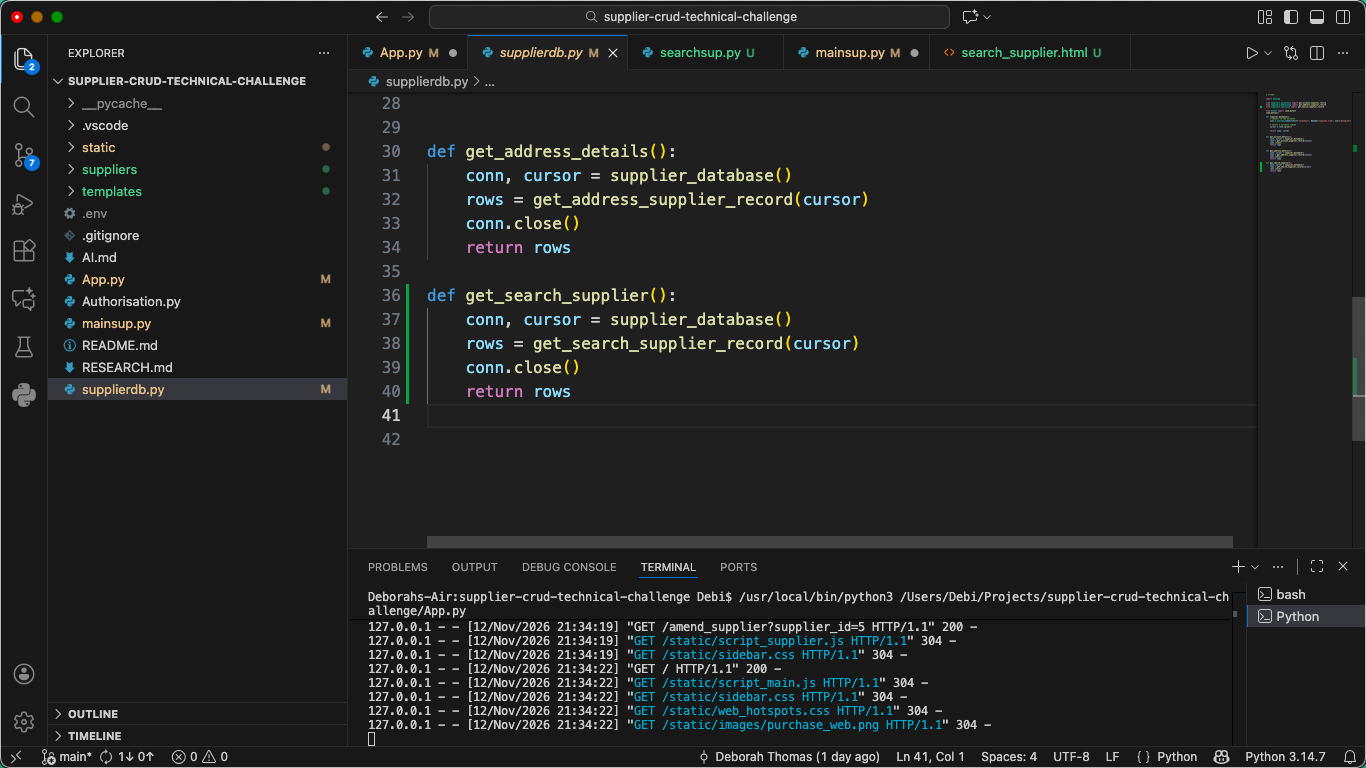 supplier-crud-technical-challenge
EXPLORER
SUPPLIER-CRUD-TECHNICAL-CHALLENGE
__pycache__
.vscode
static
suppliers
templates
.env
.gitignore
AI.md
App.py M
Authorisation.py
mainsup.py M
README.md
RESEARCH.md
supplierdb.py M
OUTLINE
TIMELINE
2
7
App.py M
supplierdb.py M
searchsup.py U
mainsup.py M
search_supplier.html U
supplierdb.py > ...
28
29
30 def get_address_details():
31 conn, cursor = supplier_database()
32 rows = get_address_supplier_record(cursor)
33 conn.close()
34 return rows
35
36 def get_search_supplier():
37 conn, cursor = supplier_database()
38 rows = get_search_supplier_record(cursor)
39 conn.close()
40 return rows
41
42
PROBLEMS OUTPUT DEBUG CONSOLE TERMINAL PORTS
Deborahs-Air:supplier-crud-technical-challenge Debi$ /usr/local/bin/python3 /Users/Debi/Projects/supplier-crud-technical-ch
allenge/App.py
127.0.0.1 - - [12/Nov/2026 21:34:19] "GET /amend_supplier?supplier_id=5 HTTP/1.1" 200 -
127.0.0.1 - - [12/Nov/2026 21:34:19] "GET /static/script_supplier.js HTTP/1.1" 304 -
127.0.0.1 - - [12/Nov/2026 21:34:19] "GET /static/sidebar.css HTTP/1.1" 304 -
127.0.0.1 - - [12/Nov/2026 21:34:22] "GET / HTTP/1.1" 200 -
127.0.0.1 - - [12/Nov/2026 21:34:22] "GET /static/script_main.js HTTP/1.1" 304 -
127.0.0.1 - - [12/Nov/2026 21:34:22] "GET /static/sidebar.css HTTP/1.1" 304 -
127.0.0.1 - - [12/Nov/2026 21:34:22] "GET /static/web_hotspots.css HTTP/1.1" 304 -
127.0.0.1 - - [12/Nov/2026 21:34:22] "GET /static/images/purchase_web.png HTTP/1.1" 304 -
bash
Python
main* 1↓ 0↑ 0 0 Deborah Thomas (1 day ago) Ln 41, Col 1 Spaces: 4 UTF-8 LF { } Python Python 3.14.7